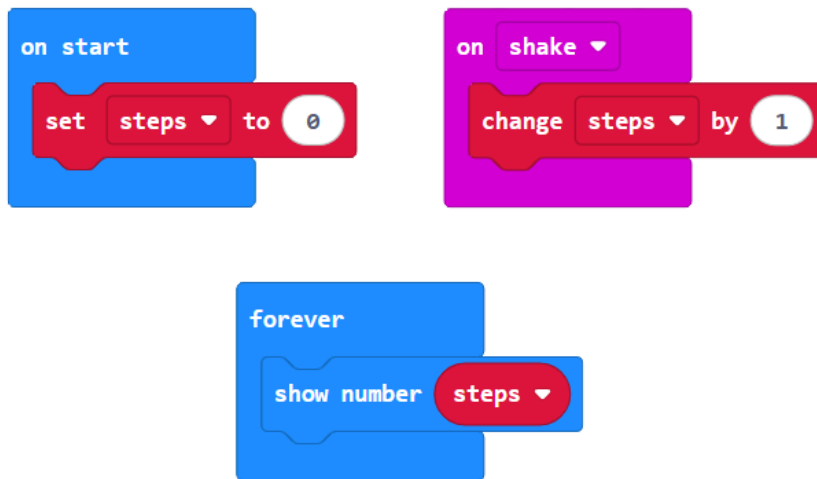 on start
set steps to 0
on shake
change steps by 1
forever
show number steps